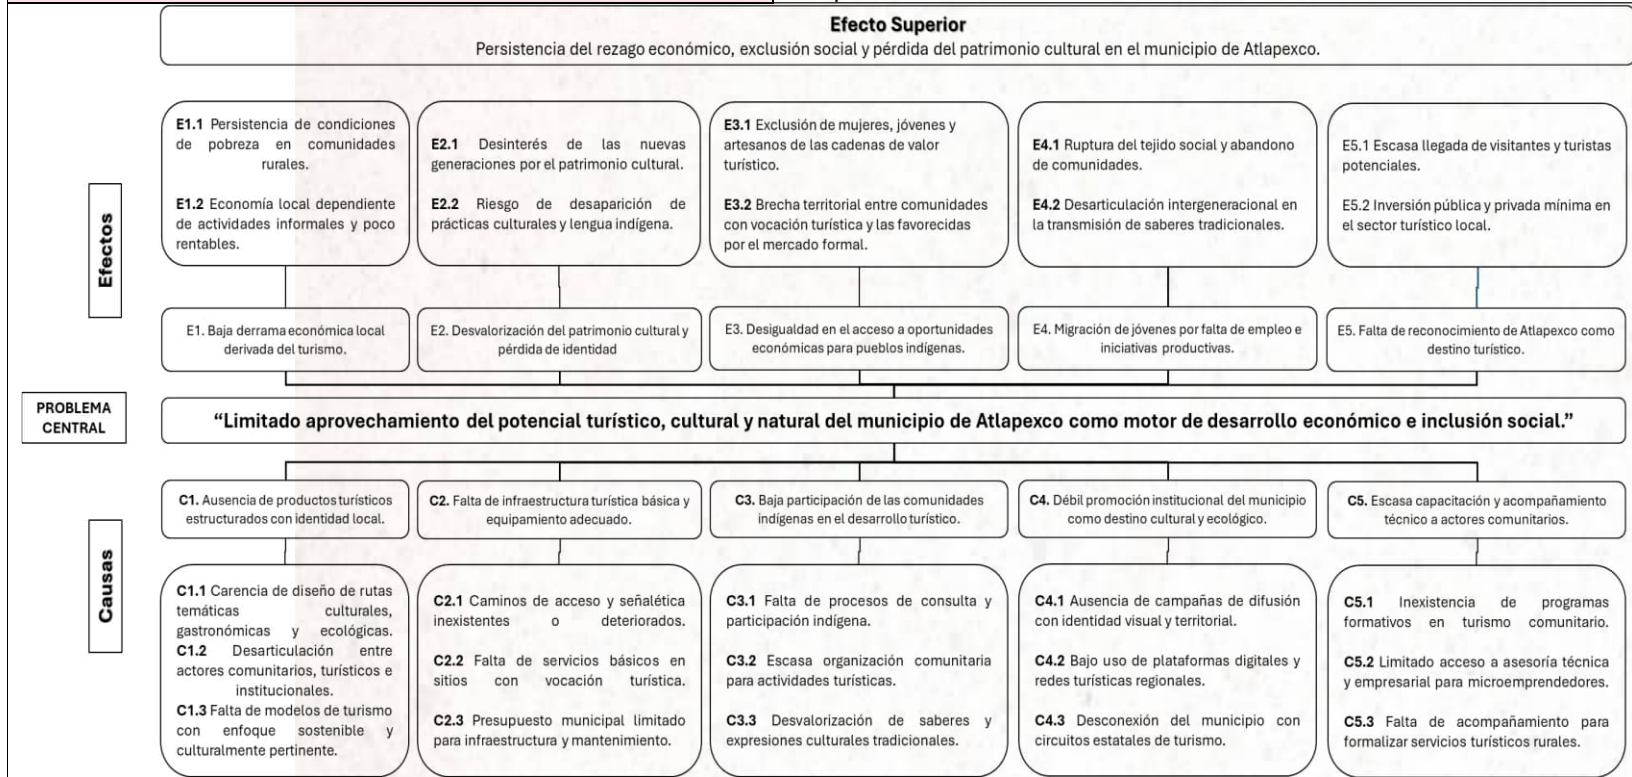 Efecto Superior
Persistencia del rezago económico, exclusión social y pérdida del patrimonio cultural en el municipio de Atlapexco.
Efectos
E1.1 Persistencia de condiciones
de pobreza en comunidades
rurales.
E1.2 Economía local dependiente
de actividades informales y poco
rentables.
E2.1 Desinterés de las nuevas
generaciones por el patrimonio cultural.
E2.2 Riesgo de desaparición de
prácticas culturales y lengua indígena.
E3.1 Exclusión de mujeres, jóvenes y
artesanos de las cadenas de valor
turístico.
E3.2 Brecha territorial entre comunidades
con vocación turística y las favorecidas
por el mercado formal.
E4.1 Ruptura del tejido social y abandono
de comunidades.
E4.2 Desarticulación intergeneracional en
la transmisión de saberes tradicionales.
E5.1 Escasa llegada de visitantes y turistas
potenciales.
E5.2 Inversión pública y privada mínima en
el sector turístico local.
E1. Baja derrama económica local
derivada del turismo.
E2. Desvalorización del patrimonio cultural y
pérdida de identidad
E3. Desigualdad en el acceso a oportunidades
económicas para pueblos indígenas.
E4. Migración de jóvenes por falta de empleo e
iniciativas productivas.
E5. Falta de reconocimiento de Atlapexco como
destino turístico.
PROBLEMA
CENTRAL
“Limitado aprovechamiento del potencial turístico, cultural y natural del municipio de Atlapexco como motor de desarrollo económico e inclusión social.”
Causas
C1. Ausencia de productos turísticos
estructurados con identidad local.
C2. Falta de infraestructura turística básica y
equipamiento adecuado.
C3. Baja participación de las comunidades
indígenas en el desarrollo turístico.
C4. Débil promoción institucional del municipio
como destino cultural y ecológico.
C5. Escasa capacitación y acompañamiento
técnico a actores comunitarios.
C1.1 Carencia de diseño de rutas
temáticas culturales,
gastronómicas y ecológicas.
C1.2 Desarticulación entre
actores comunitarios, turísticos e
institucionales.
C1.3 Falta de modelos de turismo
con enfoque sostenible y
culturalmente pertinente.
C2.1 Caminos de acceso y señalética
inexistentes o deteriorados.
C2.2 Falta de servicios básicos en
sitios con vocación turística.
C2.3 Presupuesto municipal limitado
para infraestructura y mantenimiento.
C3.1 Falta de procesos de consulta y
participación indígena.
C3.2 Escasa organización comunitaria
para actividades turísticas.
C3.3 Desvalorización de saberes y
expresiones culturales tradicionales.
C4.1 Ausencia de campañas de difusión
con identidad visual y territorial.
C4.2 Bajo uso de plataformas digitales y
redes turísticas regionales.
C4.3 Desconexión del municipio con
circuitos estatales de turismo.
C5.1 Inexistencia de programas
formativos en turismo comunitario.
C5.2 Limitado acceso a asesoría técnica
y empresarial para microemprendedores.
C5.3 Falta de acompañamiento para
formalizar servicios turísticos rurales.